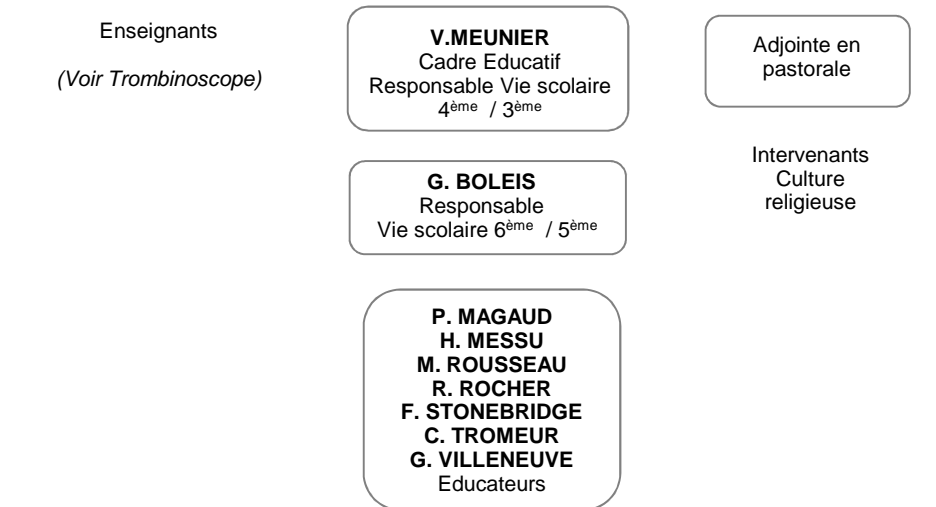 Enseignants
(Voir Trombinoscope)
V.MEUNIER
Cadre Educatif
Responsable Vie scolaire
4ème / 3ème
Adjointe en
pastorale
Intervenants
Culture
religieuse
G. BOLEIS
Responsable
Vie scolaire 6ème / 5ème
P. MAGAUD
H. MESSU
M. ROUSSEAU
R. ROCHER
F. STONEBRIDGE
C. TROMEUR
G. VILLENEUVE
Educateurs